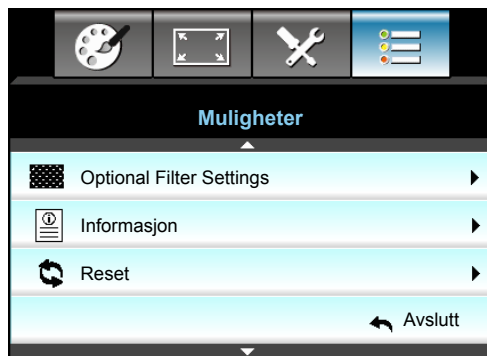 Muligheter
Optional Filter Settings
Informasjon
Reset
Avslutt